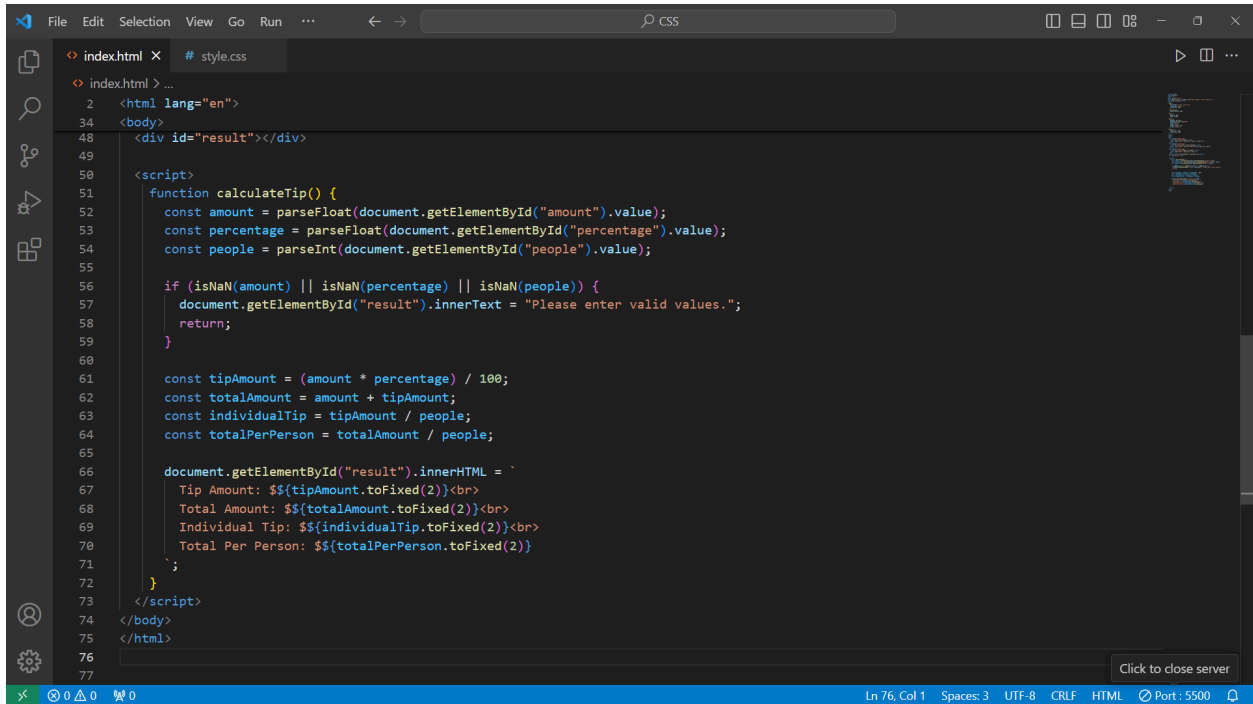 File Edit Selection View Go Run ··· ← → CSS
index.html × # style.css
index.html > ...
2 <html lang="en">
34 <body>
48 <div id="result"></div>
49
50 <script>
51 function calculateTip() {
52 const amount = parseFloat(document.getElementById("amount").value);
53 const percentage = parseFloat(document.getElementById("percentage").value);
54 const people = parseInt(document.getElementById("people").value);
55
56 if (isNaN(amount) || isNaN(percentage) || isNaN(people)) {
57 document.getElementById("result").innerText = "Please enter valid values.";
58 return;
59 }
60
61 const tipAmount = (amount * percentage) / 100;
62 const totalAmount = amount + tipAmount;
63 const individualTip = tipAmount / people;
64 const totalPerPerson = totalAmount / people;
65
66 document.getElementById("result").innerHTML = `
67 Tip Amount: $${tipAmount.toFixed(2)}<br>
68 Total Amount: $${totalAmount.toFixed(2)}<br>
69 Individual Tip: $${individualTip.toFixed(2)}<br>
70 Total Per Person: $${totalPerPerson.toFixed(2)}
71 `;
72 }
73 </script>
74 </body>
75 </html>
76
77
Click to close server
0 0 0 Ln 76, Col 1 Spaces: 3 UTF-8 CRLF HTML Port : 5500